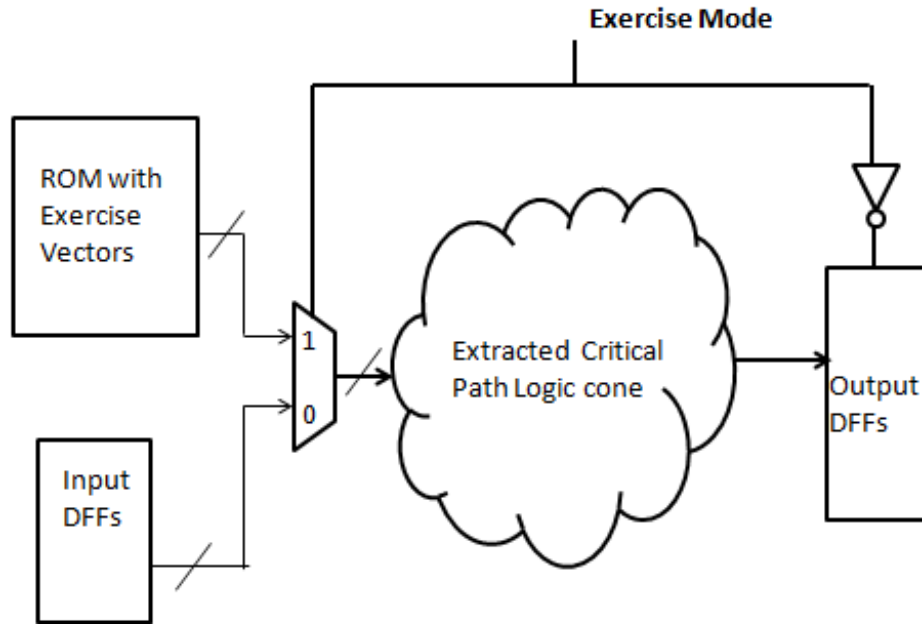 Exercise Mode
ROM with
Exercise
Vectors
1
0
Extracted Critical
Path Logic cone
Output
DFFs
Input
DFFs